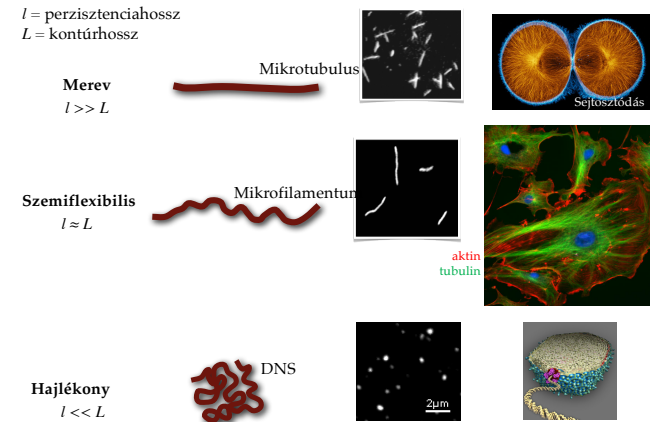 l = perzisztenciahossz
L = kontúrhossz
Mikrotubulus
Merev
l >> L
Sejtosztódás
Mikrofilamentum
Szemiflexibilis
l ≈ L
aktin
tubulin
DNS
Hajlékony
l << L
2µm